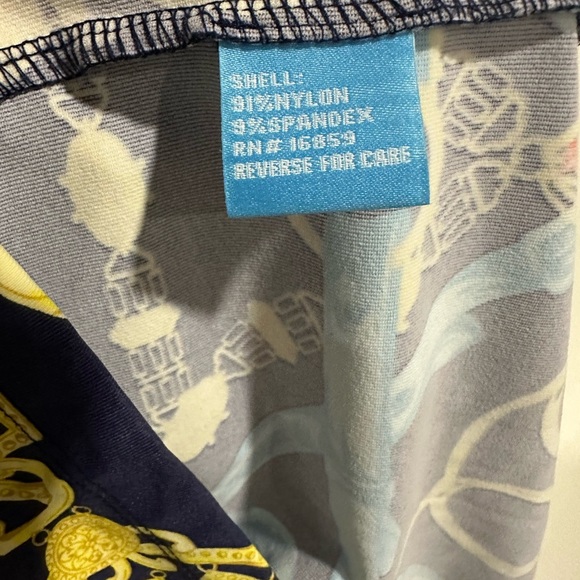 SHELL:
91%NYLON
9%SPANDEX
RN# 16859
REVERSE FOR CARE